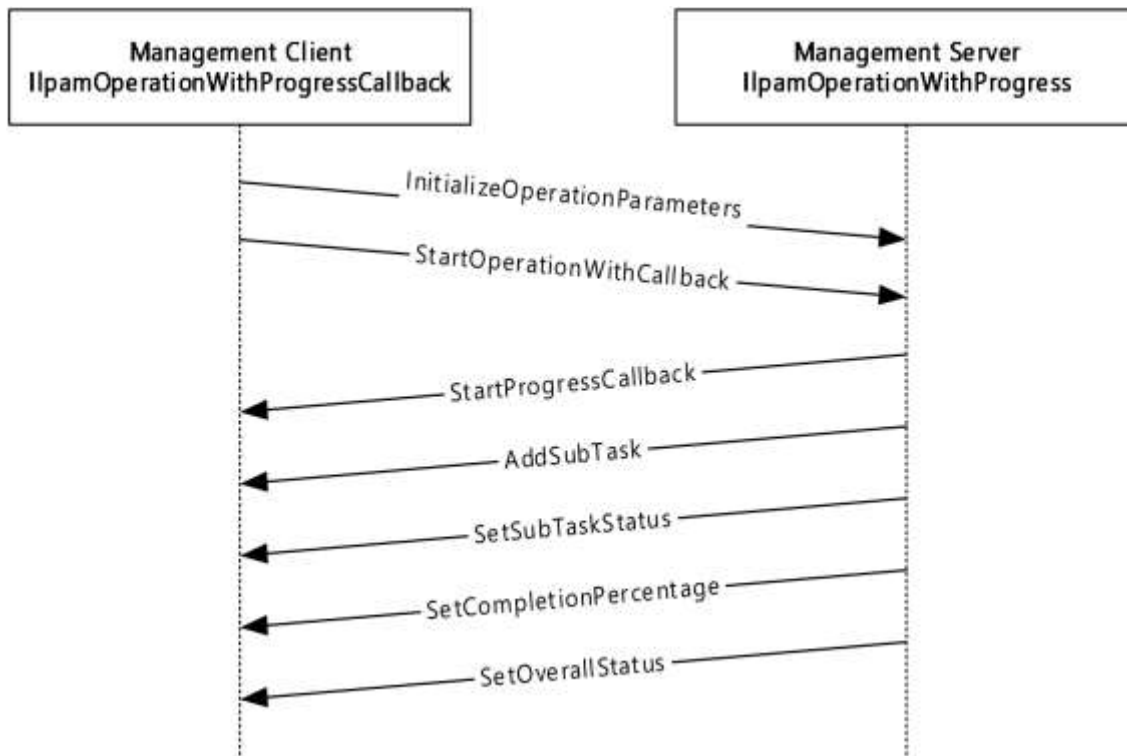 Management Client
IIpamOperationWithProgressCallback
Management Server
IIpamOperationWithProgress
InitializeOperationParameters
StartOperationWithCallback
StartProgressCallback
AddSubTask
SetSubTaskStatus
SetCompletionPercentage
SetOverallStatus